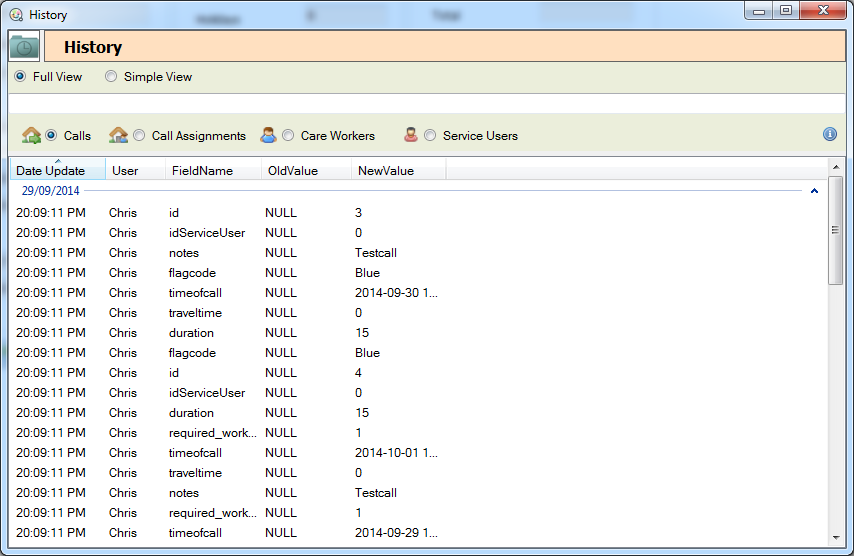 History
Holidays 8 Total
History
Full View Simple View
Calls Call Assignments Care Workers Service Users
Date Update User FieldName OldValue NewValue
29/09/2014
20:09:11 PM Chris id NULL 3
20:09:11 PM Chris idServiceUser NULL 0
20:09:11 PM Chris notes NULL Testcall
20:09:11 PM Chris flagcode NULL Blue
20:09:11 PM Chris timeofcall NULL 2014-09-30 1...
20:09:11 PM Chris traveltime NULL 0
20:09:11 PM Chris duration NULL 15
20:09:11 PM Chris flagcode NULL Blue
20:09:11 PM Chris id NULL 4
20:09:11 PM Chris idServiceUser NULL 0
20:09:11 PM Chris duration NULL 15
20:09:11 PM Chris required_work... NULL 1
20:09:11 PM Chris timeofcall NULL 2014-10-01 1...
20:09:11 PM Chris traveltime NULL 0
20:09:11 PM Chris notes NULL Testcall
20:09:11 PM Chris required_work... NULL 1
20:09:11 PM Chris timeofcall NULL 2014-09-29 1...